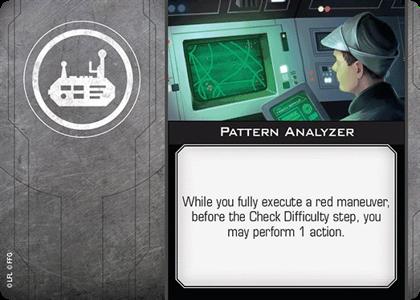 PATTERN ANALYZER
While you fully execute a red maneuver,
before the Check Difficulty step, you
may perform 1 action.
©LFL ©FFG